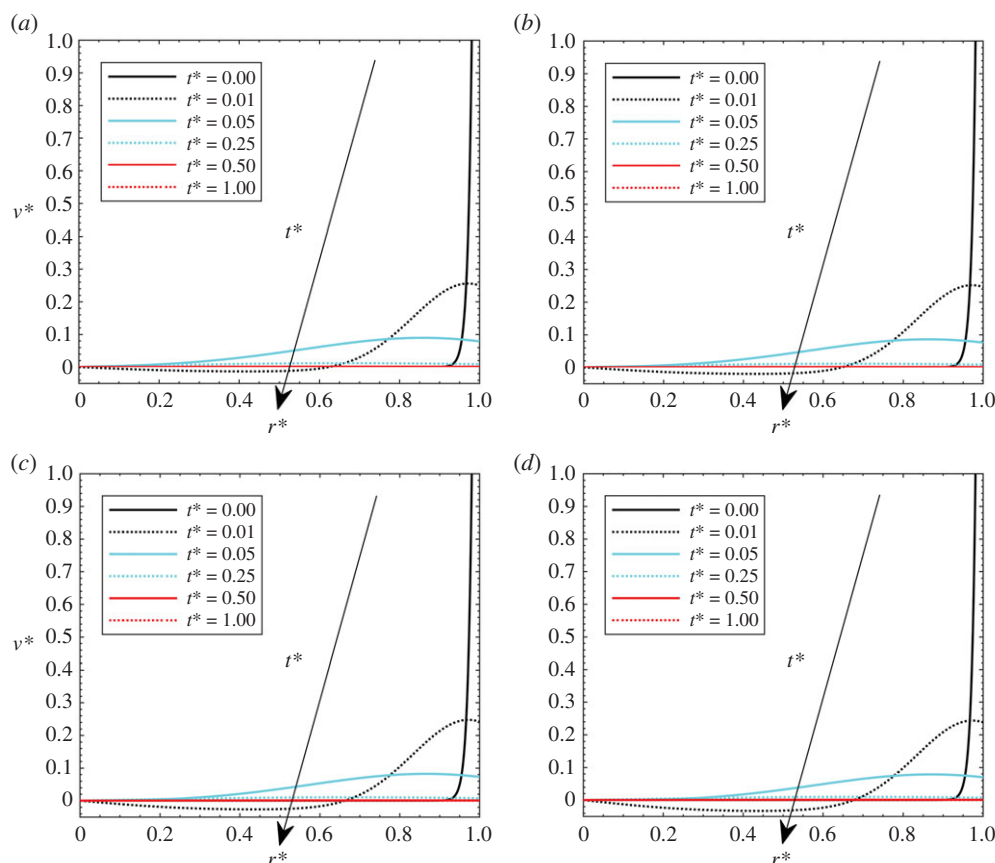 (a)
1.0
0.9
0.8
0.7
0.6
0.5
0.4
0.3
0.2
0.1
0
v*
t* = 0.00
t* = 0.01
t* = 0.05
t* = 0.25
t* = 0.50
t* = 1.00
t*
0 0.2 0.4 0.6 0.8 1.0
r*
(b)
1.0
0.9
0.8
0.7
0.6
0.5
0.4
0.3
0.2
0.1
0
t* = 0.00
t* = 0.01
t* = 0.05
t* = 0.25
t* = 0.50
t* = 1.00
t*
0 0.2 0.4 0.6 0.8 1.0
r*
(c)
1.0
0.9
0.8
0.7
0.6
0.5
0.4
0.3
0.2
0.1
0
v*
t* = 0.00
t* = 0.01
t* = 0.05
t* = 0.25
t* = 0.50
t* = 1.00
t*
0 0.2 0.4 0.6 0.8 1.0
r*
(d)
1.0
0.9
0.8
0.7
0.6
0.5
0.4
0.3
0.2
0.1
0
t* = 0.00
t* = 0.01
t* = 0.05
t* = 0.25
t* = 0.50
t* = 1.00
t*
0 0.2 0.4 0.6 0.8 1.0
r*